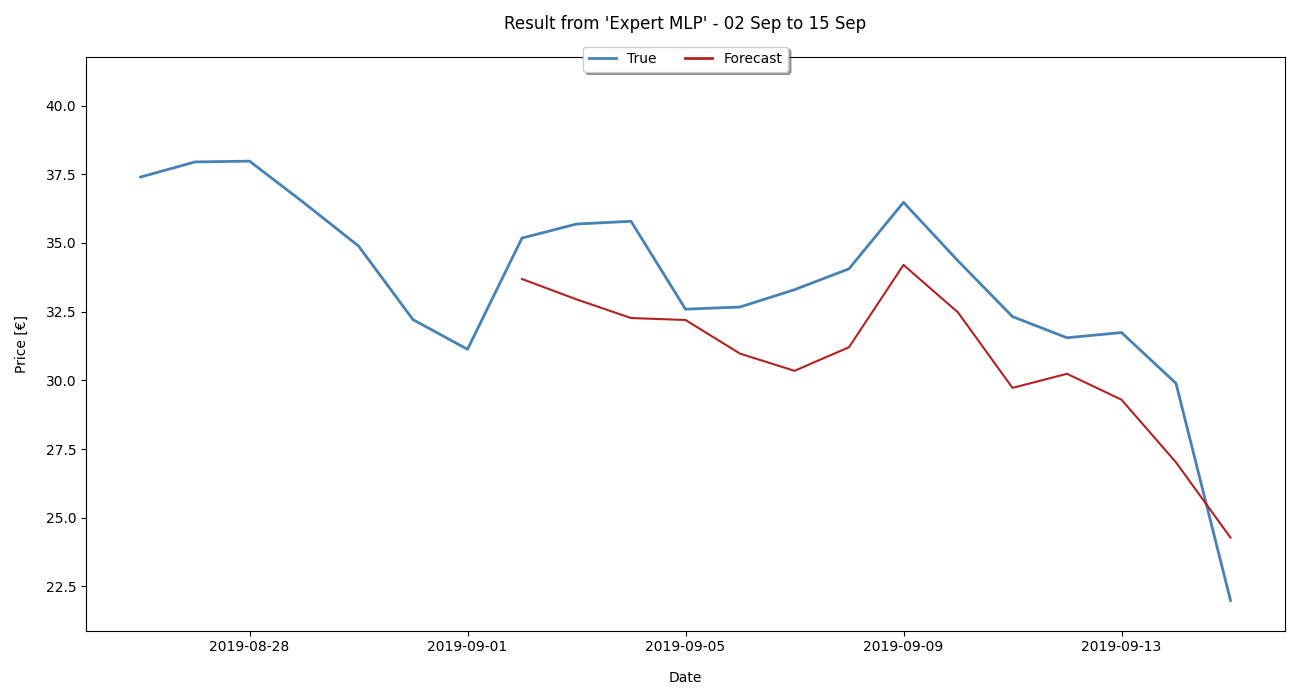 Result from 'Expert MLP' - 02 Sep to 15 Sep
True Forecast
40.0
37.5
35.0
32.5
30.0
27.5
25.0
22.5
Price [€]
2019-08-28 2019-09-01 2019-09-05 2019-09-09 2019-09-13
Date